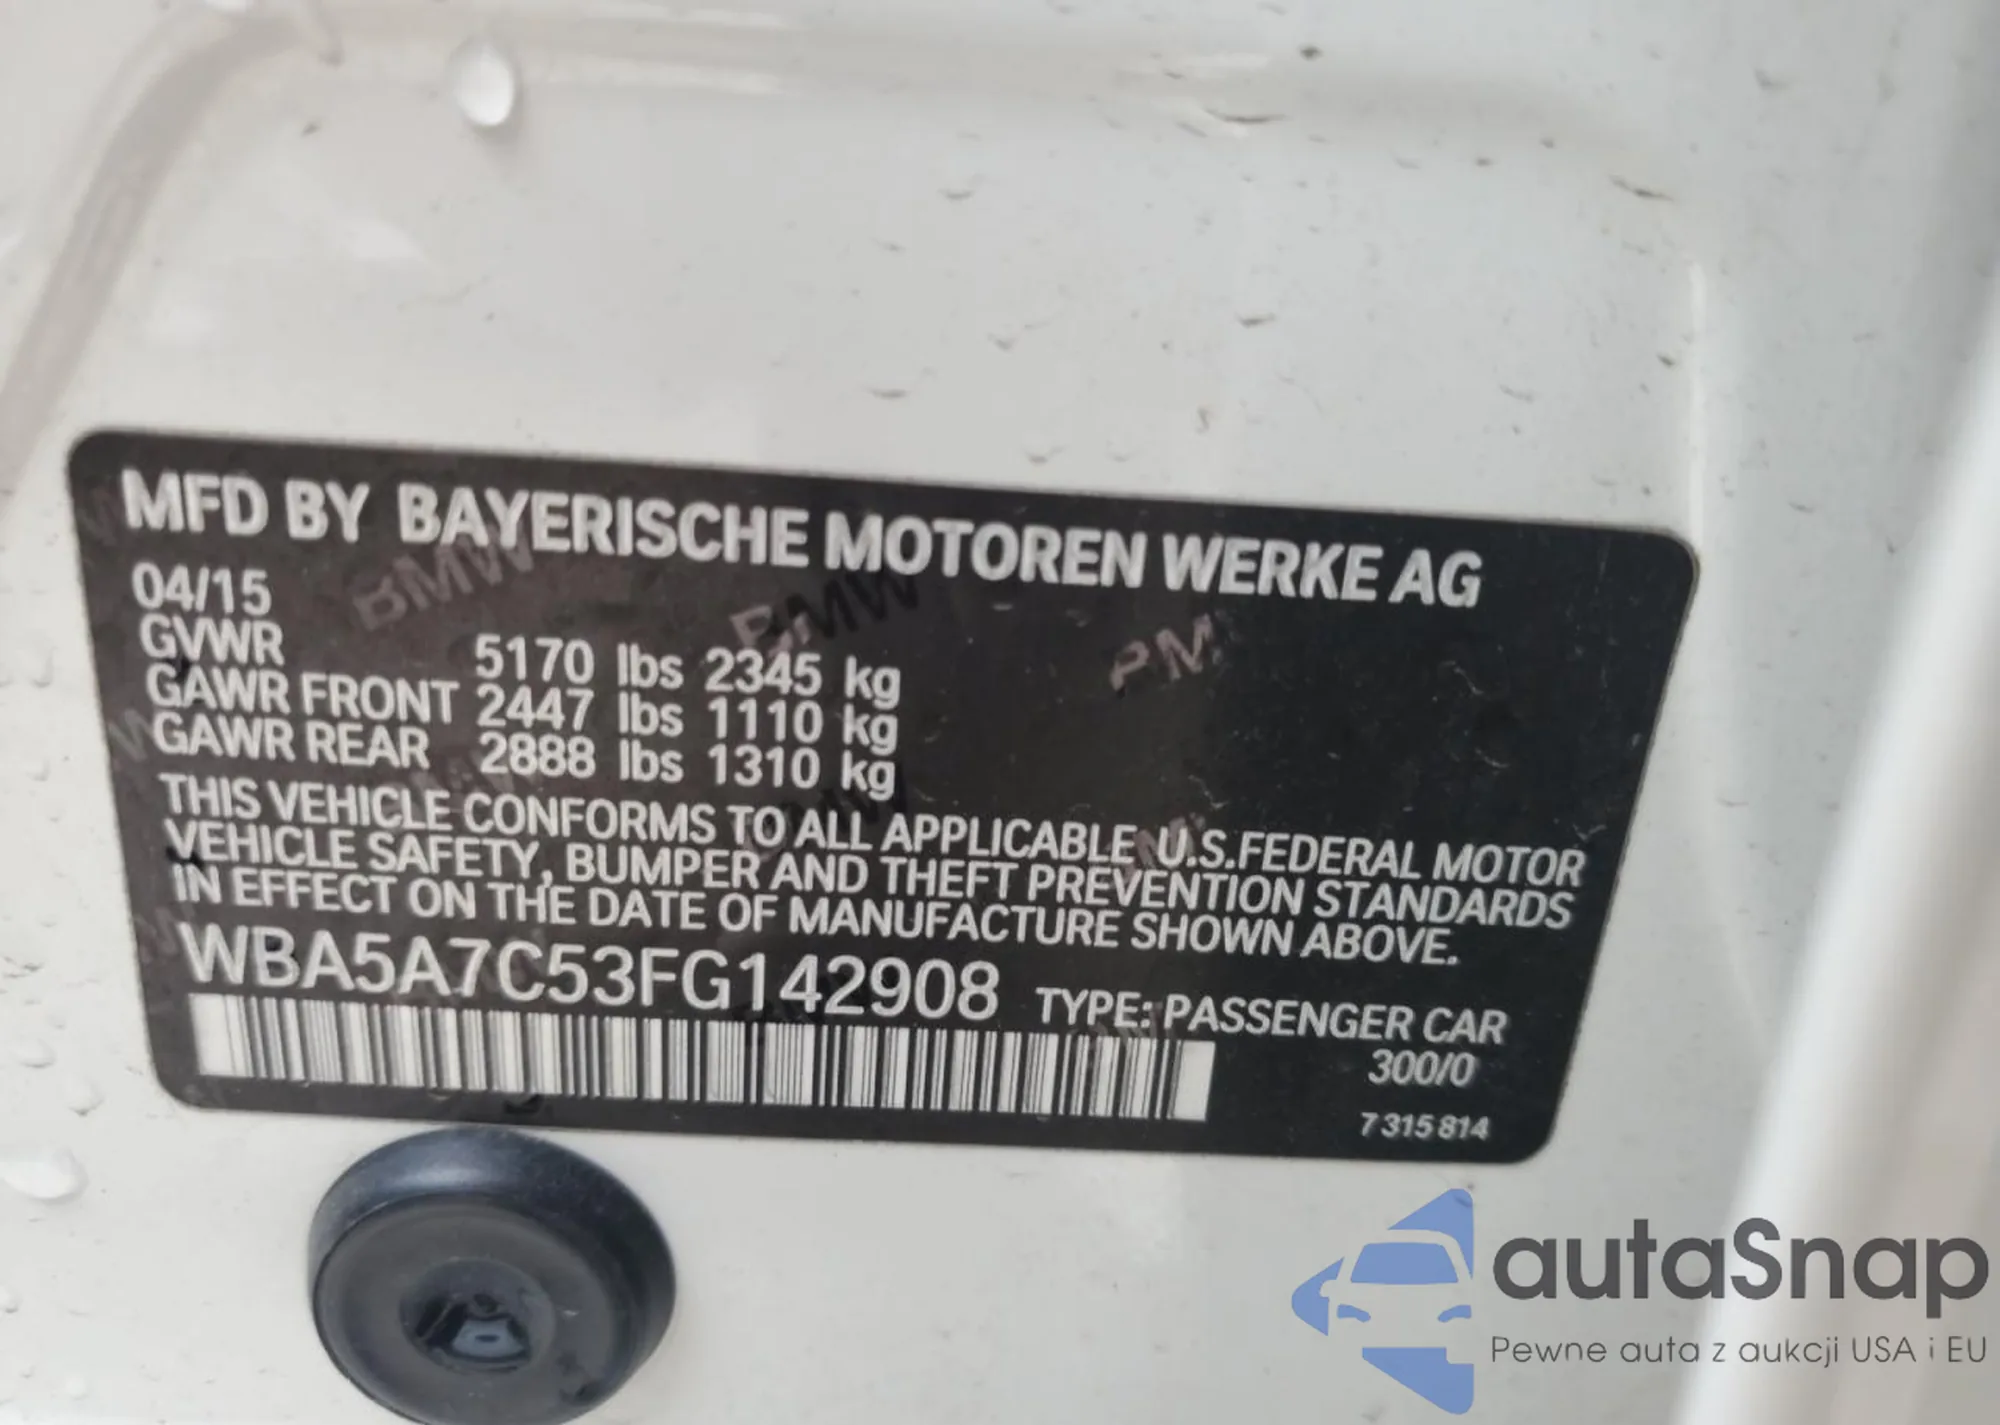 MFD BY BAYERISCHE MOTOREN WERKE AG
04/15
GVWR 5170 lbs 2345 kg
GAWR FRONT 2447 lbs 1110 kg
GAWR REAR 2888 lbs 1310 kg
THIS VEHICLE CONFORMS TO ALL APPLICABLE U.S.FEDERAL MOTOR
VEHICLE SAFETY, BUMPER AND THEFT PREVENTION STANDARDS
IN EFFECT ON THE DATE OF MANUFACTURE SHOWN ABOVE.
WBA5A7C53FG142908 TYPE: PASSENGER CAR
300/0
7 315 814
autaSnap
Pewne auta z aukcji USA i EU